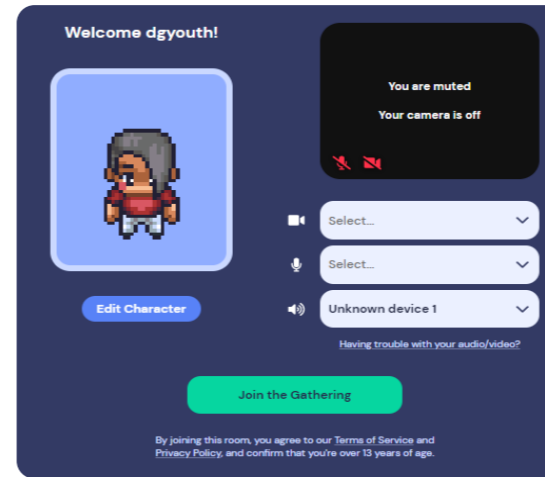 Welcome dgyouth!
You are muted
Your camera is off
Select...
Select...
Unknown device 1
Edit Character
Having trouble with your audio/video?
Join the Gathering
By joining this room, you agree to our Terms of Service and
Privacy Policy, and confirm that you're over 13 years of age.